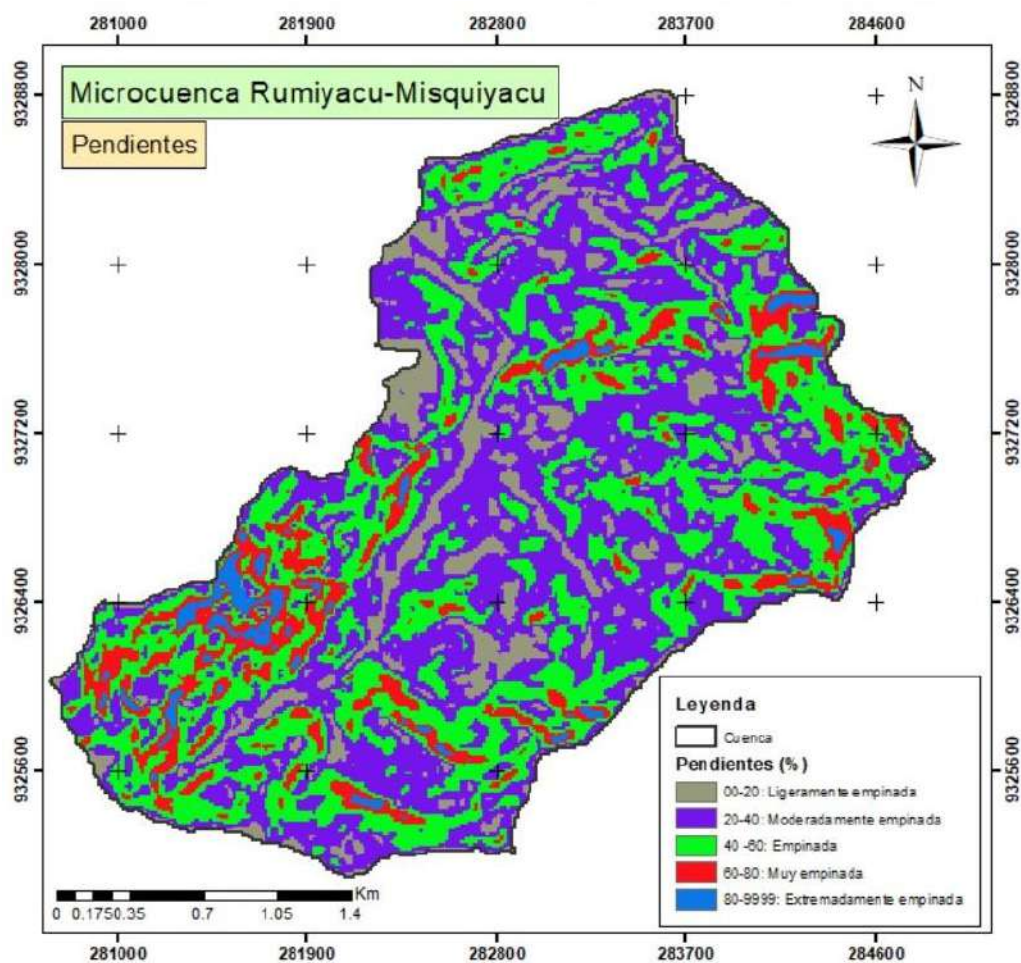 281000 281900 282800 283700 284600
Microcuenca Rumiyacu-Misquiyacu
Pendientes
N
9328800 9328800
9328000 9328000
9327200 9327200
9326400 9326400
9325600 9325600
Leyenda
Cuenca
Pendientes (%)
00-20: Ligeramente empinada
20-40: Moderadamente empinada
40 -60: Empinada
60-80: Muy empinada
80-9999: Extremadamente empinada
Km
0 0.1750.35 0.7 1.05 1.4
281000 281900 282800 283700 284600